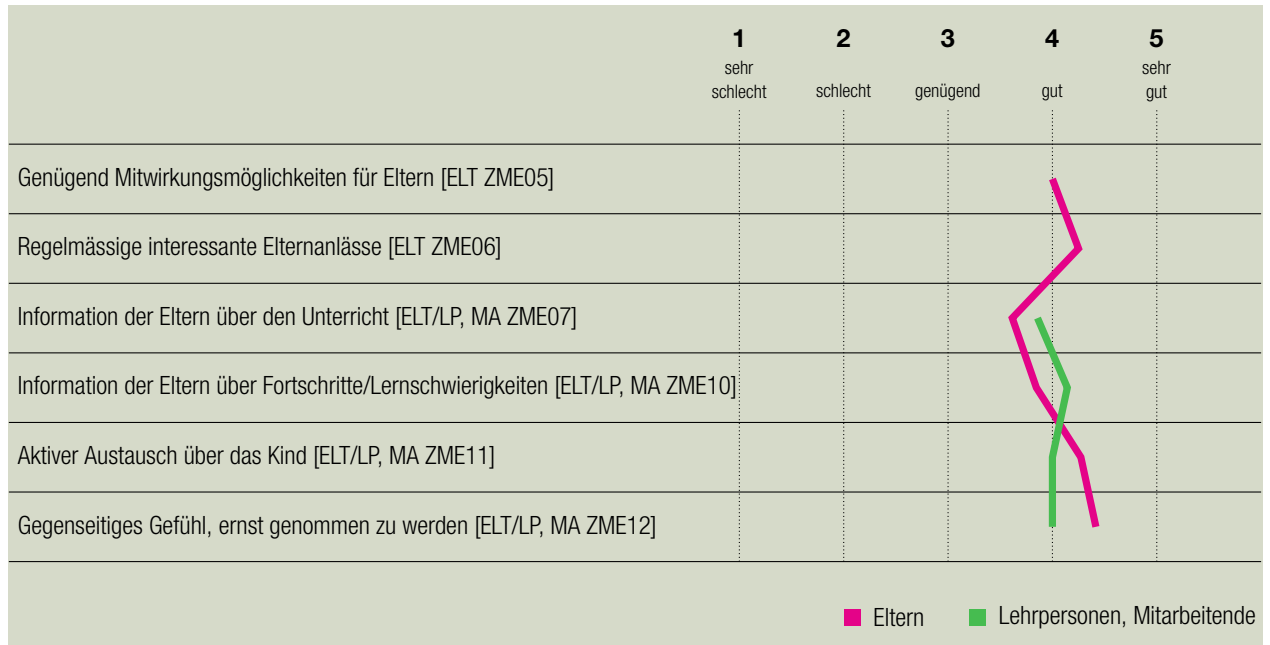 1 2 3 4 5
sehr schlecht schlecht genügend gut sehr gut
Genügend Mitwirkungsmöglichkeiten für Eltern [ELT ZME05]
Regelmässige interessante Elternanlässe [ELT ZME06]
Information der Eltern über den Unterricht [ELT/LP, MA ZME07]
Information der Eltern über Fortschritte/Lernschwierigkeiten [ELT/LP, MA ZME10]
Aktiver Austausch über das Kind [ELT/LP, MA ZME11]
Gegenseitiges Gefühl, ernst genommen zu werden [ELT/LP, MA ZME12]
Eltern Lehrpersonen, Mitarbeitende